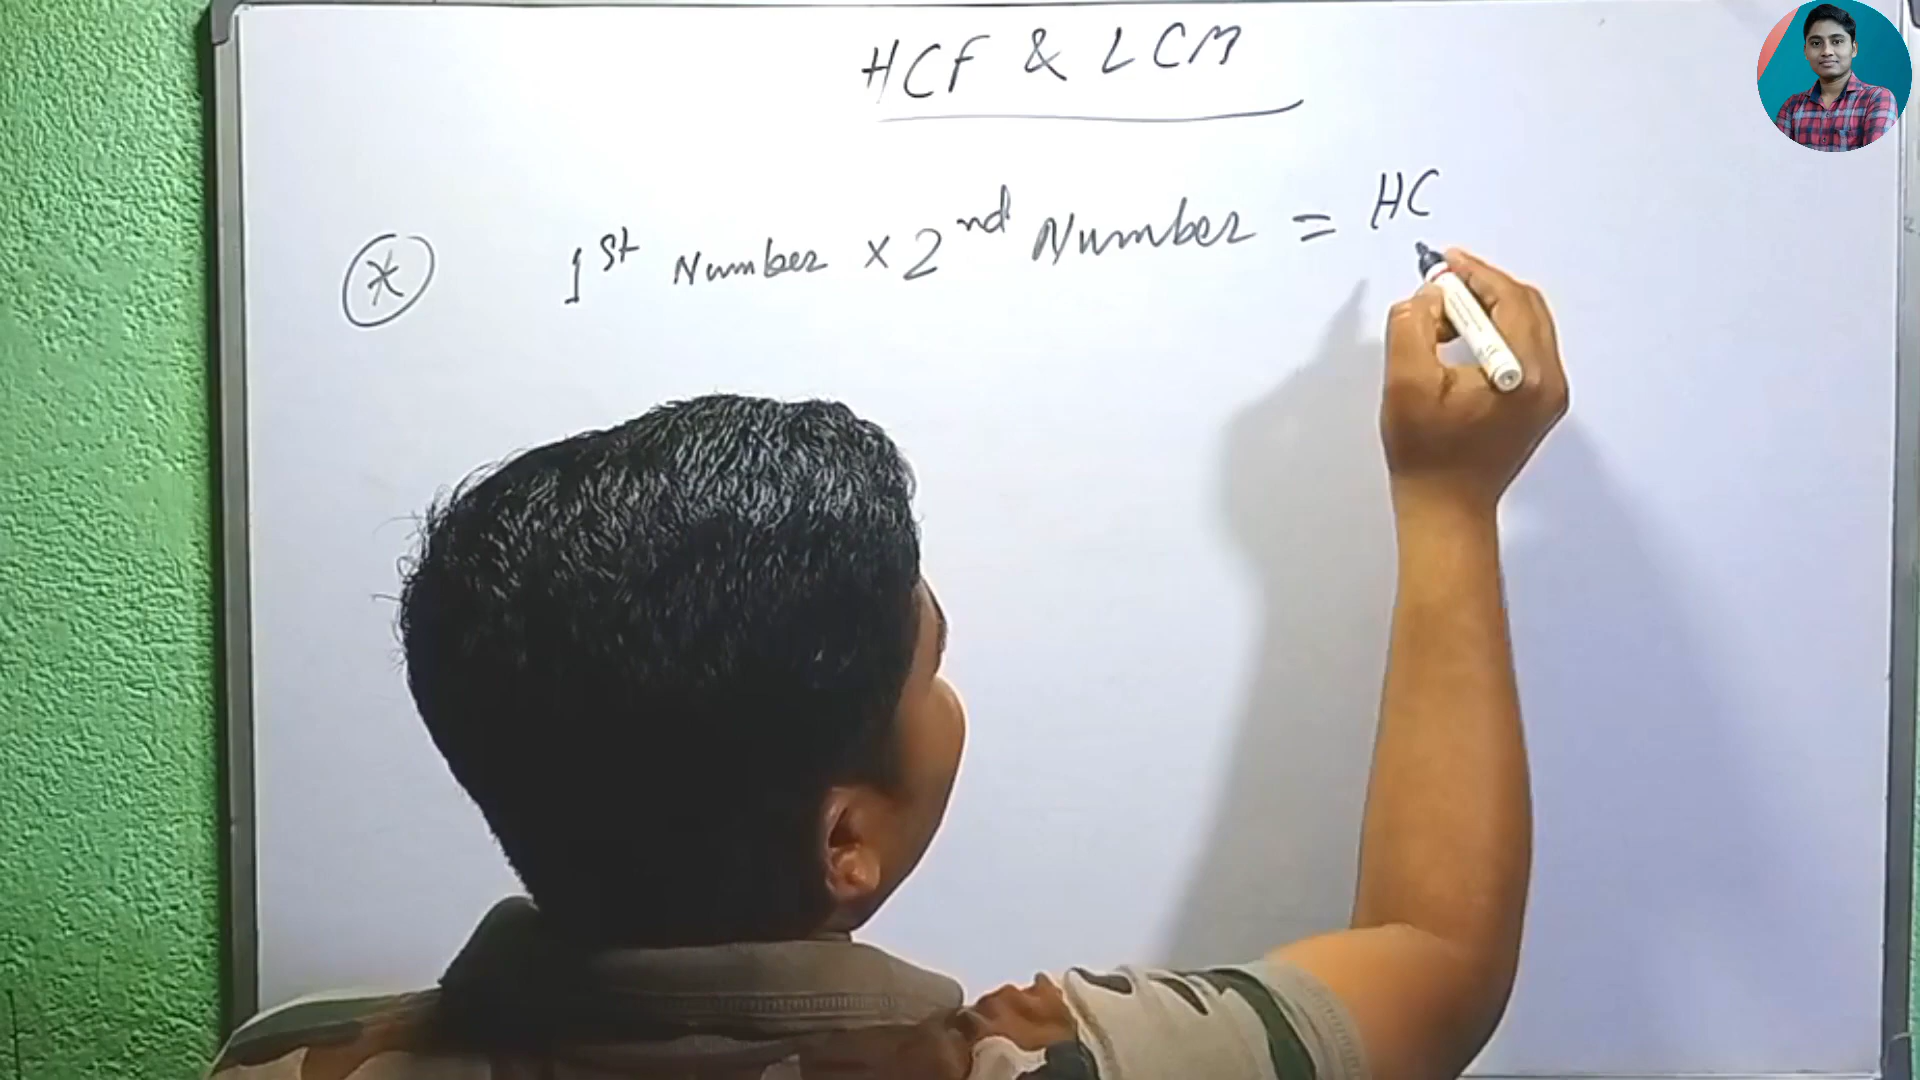 HCF & LCM
* 1st Number × 2nd Number = HC